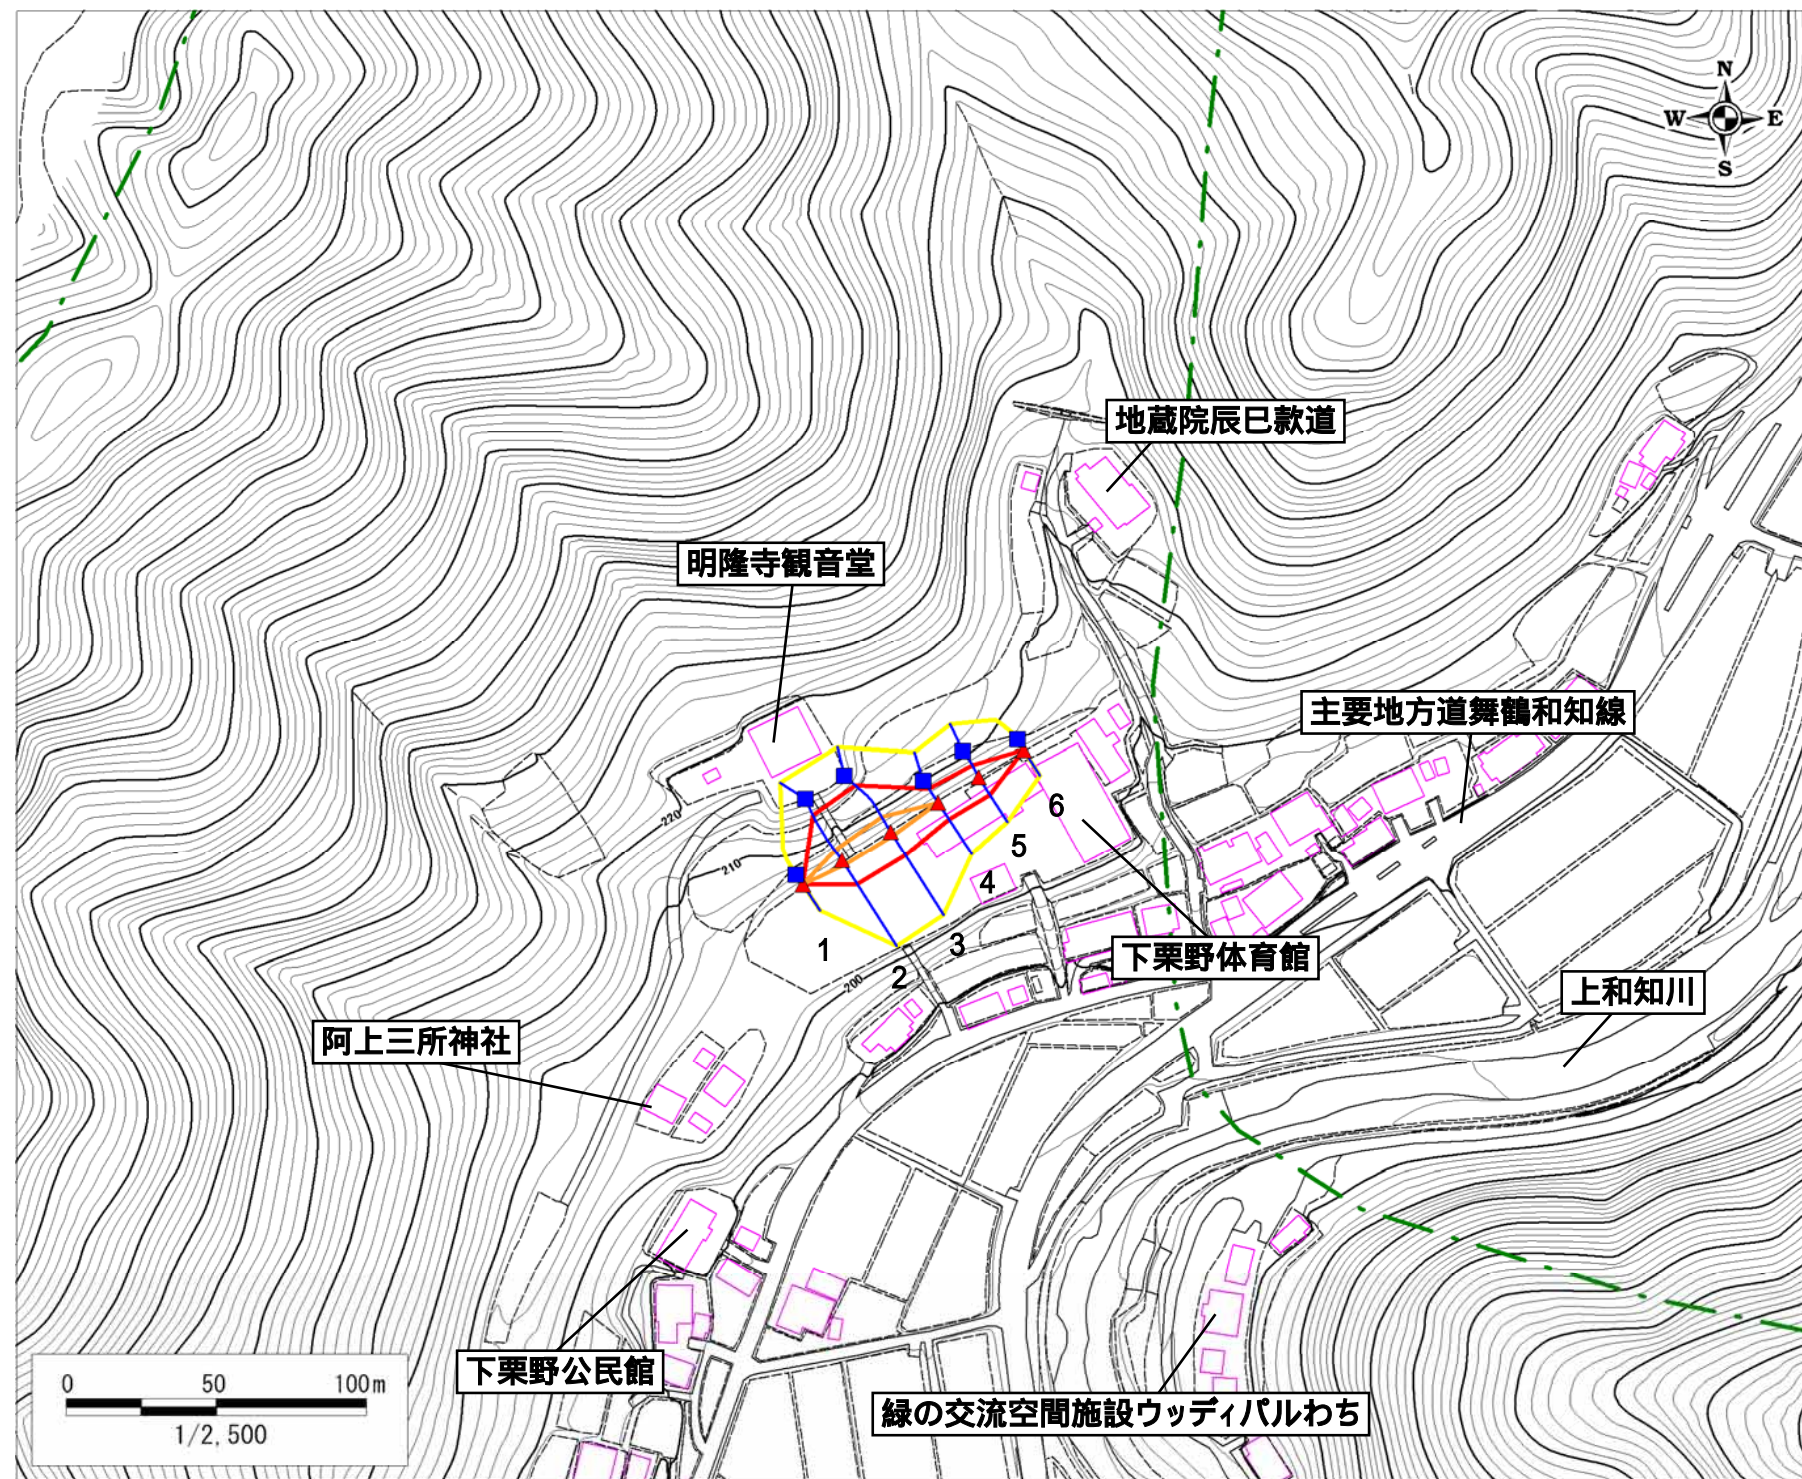 N
W E
S
地蔵院辰巳款道
明隆寺観音堂
主要地方道舞鶴和知線
220
210
200
6
5
4
3
2
1
下栗野体育館
上和知川
阿上三所神社
下栗野公民館
緑の交流空間施設ウッディパルわち
0 50 100m
1/2,500